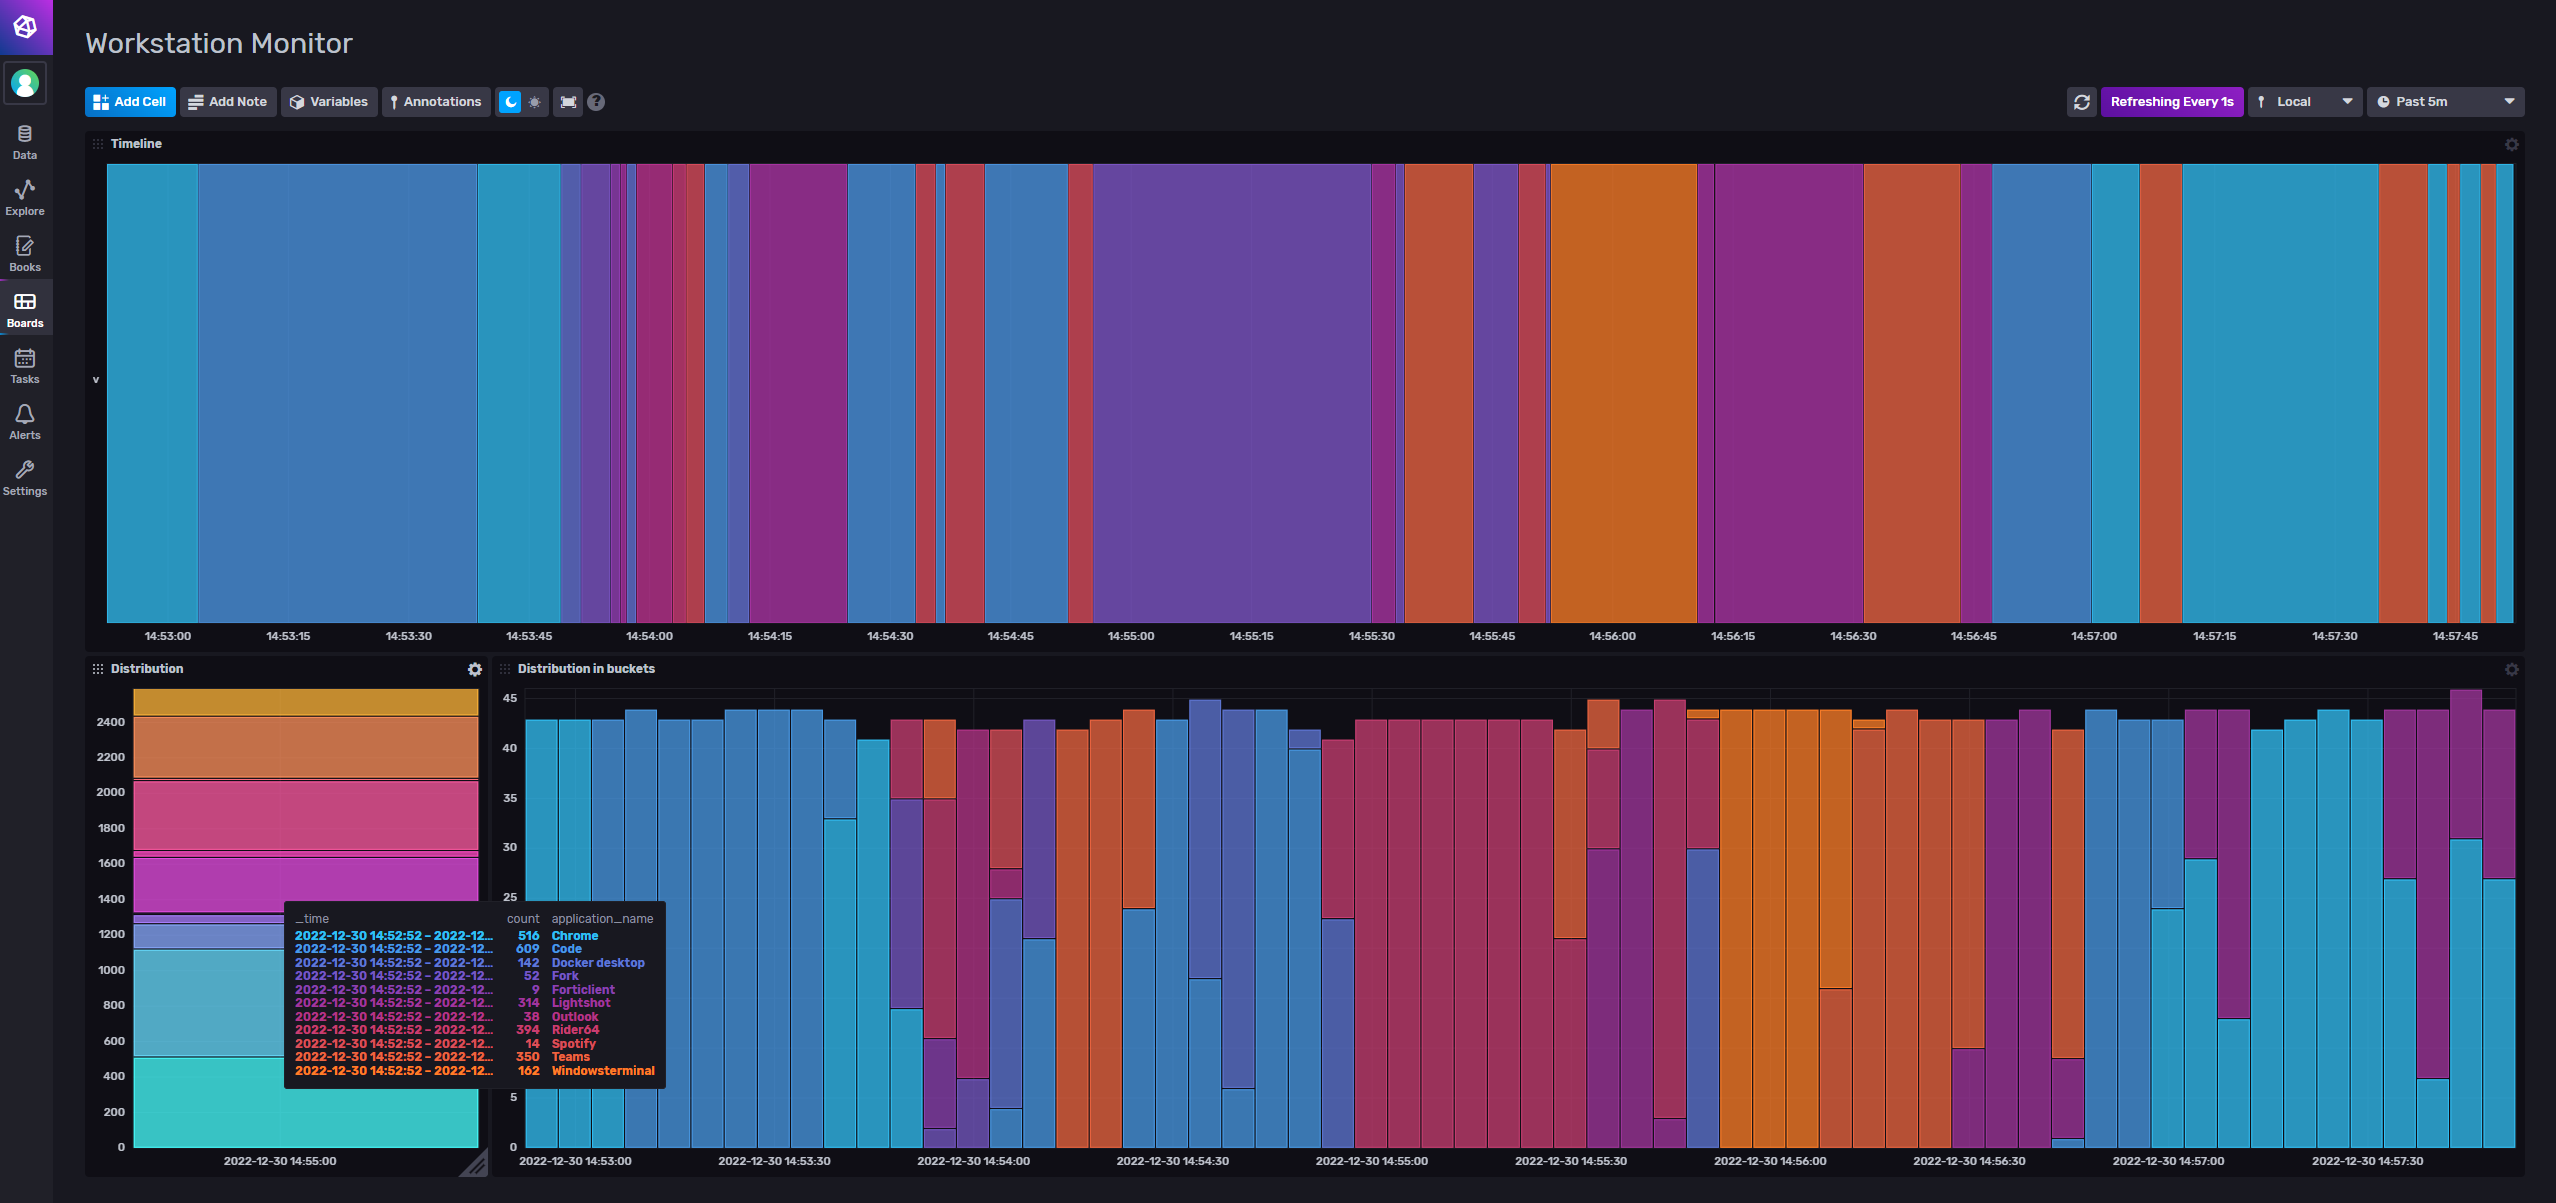 Workstation Monitor
Add Cell
Add Note
Variables
Annotations
?
Refreshing Every 1s
Local
Past 5m
Data
Explore
Books
Boards
Tasks
Alerts
Settings
Timeline
v
14:53:00 14:53:15 14:53:30 14:53:45 14:54:00 14:54:15 14:54:30 14:54:45 14:55:00 14:55:15 14:55:30 14:55:45 14:56:00 14:56:15 14:56:30 14:56:45 14:57:00 14:57:15 14:57:30 14:57:45
Distribution
2400
2200
2000
1800
1600
1400
1200
1000
800
600
400
200
0
2022-12-30 14:55:00
_time count application_name
2022-12-30 14:52:52 - 2022-12... 516 Chrome
2022-12-30 14:52:52 - 2022-12... 609 Code
2022-12-30 14:52:52 - 2022-12... 142 Docker desktop
2022-12-30 14:52:52 - 2022-12... 52 Fork
2022-12-30 14:52:52 - 2022-12... 9 Forticlient
2022-12-30 14:52:52 - 2022-12... 314 Lightshot
2022-12-30 14:52:52 - 2022-12... 38 Outlook
2022-12-30 14:52:52 - 2022-12... 394 Rider64
2022-12-30 14:52:52 - 2022-12... 14 Spotify
2022-12-30 14:52:52 - 2022-12... 350 Teams
2022-12-30 14:52:52 - 2022-12... 162 Windowsterminal
Distribution in buckets
45
40
35
30
25
5
0
2022-12-30 14:53:00 2022-12-30 14:53:30 2022-12-30 14:54:00 2022-12-30 14:54:30 2022-12-30 14:55:00 2022-12-30 14:55:30 2022-12-30 14:56:00 2022-12-30 14:56:30 2022-12-30 14:57:00 2022-12-30 14:57:30